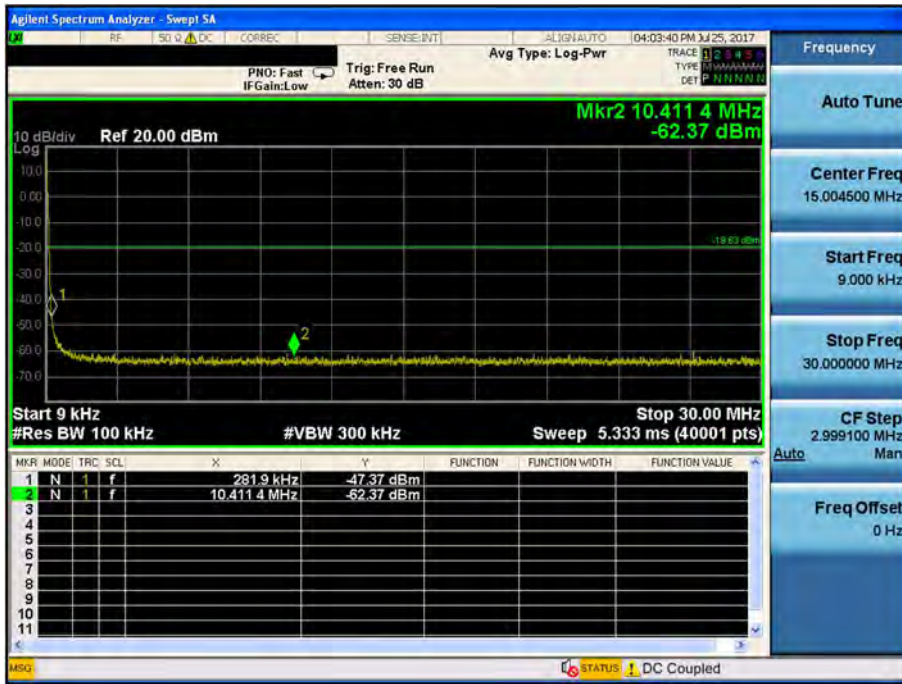 Agilent Spectrum Analyzer - Swept SA
RF 50 Ω DC CORREC SENSE:INT ALIGN AUTO 04:03:40 PM Jul 25, 2017
Avg Type: Log-Pwr
TRACE 1 2 3 4 5 6
TYPE
DET P N N N N N
PNO: Fast
IFGain:Low
Trig: Free Run
Atten: 30 dB
Mkr2 10.411 4 MHz
-62.37 dBm
10 dB/div Ref 20.00 dBm
Log
10.0
0.00
-10.0
-20.0
-30.0
-40.0
-50.0
-60.0
-70.0
-19.63 dBm
1
2
Start 9 kHz Stop 30.00 MHz
#Res BW 100 kHz #VBW 300 kHz Sweep 5.333 ms (40001 pts)
MKR MODE TRC SCL X Y FUNCTION FUNCTION WIDTH FUNCTION VALUE
1 N 1 f 281.9 kHz -47.37 dBm
2 N 1 f 10.411 4 MHz -62.37 dBm
3
4
5
6
7
8
9
10
11
MSG STATUS DC Coupled
Frequency
Auto Tune
Center Freq
15.004500 MHz
Start Freq
9.000 kHz
Stop Freq
30.000000 MHz
CF Step
2.999100 MHz
Auto Man
Freq Offset
0 Hz